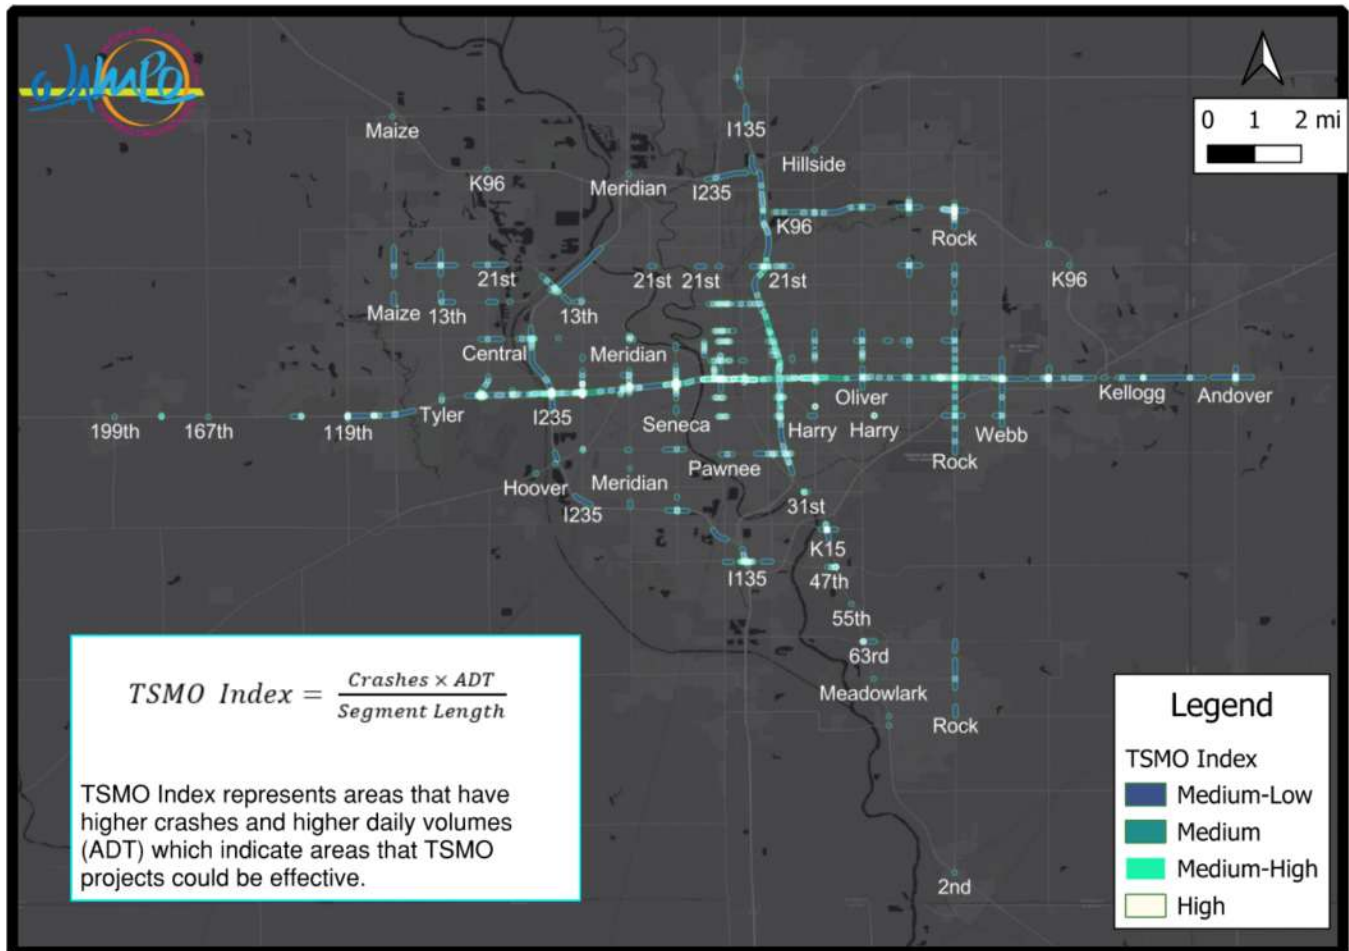 WAMPO
0 1 2 mi
I135
Maize
Hillside
K96
Meridian
I235
K96
Rock
21st
21st
21st
21st
K96
Maize
13th
13th
Central
Meridian
Kellogg
Andover
Oliver
Tyler
I235
199th
167th
119th
Seneca
Harry
Harry
Webb
Rock
Pawnee
Hoover
Meridian
I235
31st
K15
I135
47th
55th
63rd
Meadowlark
Rock
2nd
TSMO Index = Crashes × ADT
Segment Length
TSMO Index represents areas that have
higher crashes and higher daily volumes
(ADT) which indicate areas that TSMO
projects could be effective.
Legend
TSMO Index
Medium-Low
Medium
Medium-High
High